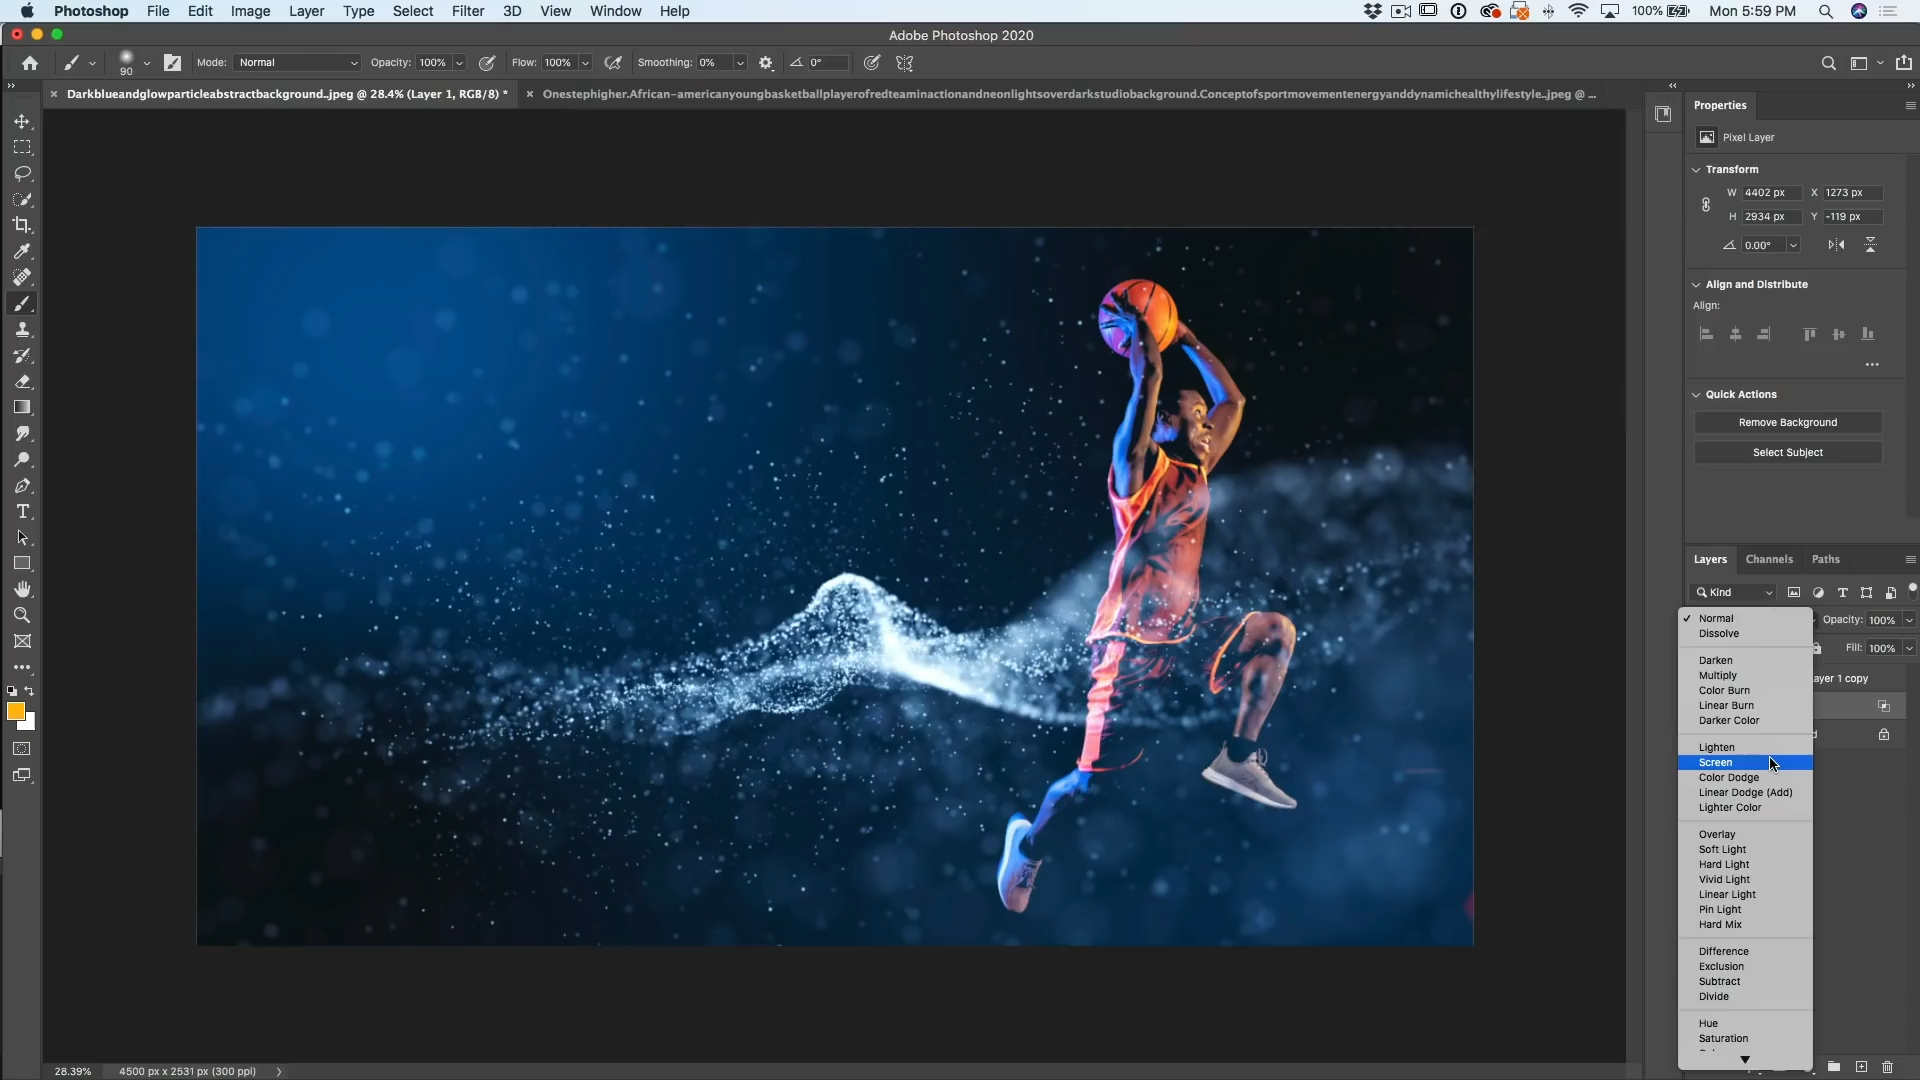 Photoshop File Edit Image Layer Type Select Filter 3D View Window Help 100% Mon 5:59 PM
Adobe Photoshop 2020
90 Mode: Normal Opacity: 100% Flow: 100% Smoothing: 0% 0°
Darkblueandglowparticleabstractbackground..jpeg @ 28.4% (Layer 1, RGB/8) *
Onestephigher.African-americanyoungbasketballplayerofredteaminactionandneonlightsoverdarkstudiobackground.Conceptofsportmovementenergyanddynamichealthylifestyle..jpeg @ ...
Properties
Pixel Layer
Transform
W 4402 px X 1273 px
H 2934 px Y -119 px
0.00°
Align and Distribute
Align:
Quick Actions
Remove Background
Select Subject
Layers Channels Paths
Kind
Opacity: 100%
Fill: 100%
ayer 1 copy
Normal
Dissolve
Darken
Multiply
Color Burn
Linear Burn
Darker Color
Lighten
Screen
Color Dodge
Linear Dodge (Add)
Lighter Color
Overlay
Soft Light
Hard Light
Vivid Light
Linear Light
Pin Light
Hard Mix
Difference
Exclusion
Subtract
Divide
Hue
Saturation
28.39% 4500 px x 2531 px (300 ppi)